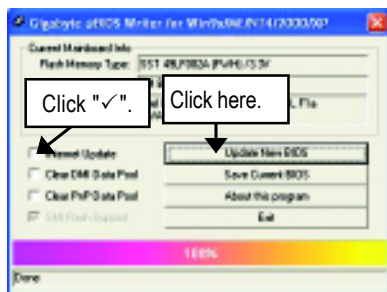 Gigabyte @BIOS Writer for Win9x/ME/NT4/2000/XP
Current Mainboard Info
Flash Memory Type: SST 49LF002A (FWH) /3.3V
Click "✓".
Click here.
Internet Update
Update New BIOS
Clear DMI Data Pool
Save Current BIOS
Clear PnP Data Pool
About this program
SMI Flash Support
Exit
100%
Done